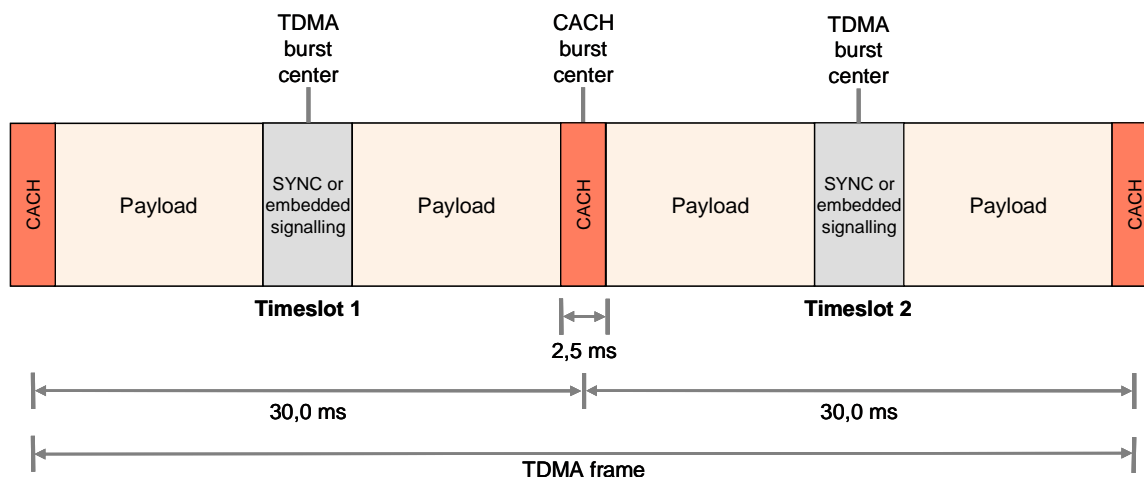 TDMA
burst
center
CACH
burst
center
TDMA
burst
center
CACH
Payload
SYNC or
embedded
signalling
Payload
CACH
Payload
SYNC or
embedded
signalling
Payload
CACH
Timeslot 1
Timeslot 2
2,5 ms
30,0 ms
30,0 ms
TDMA frame